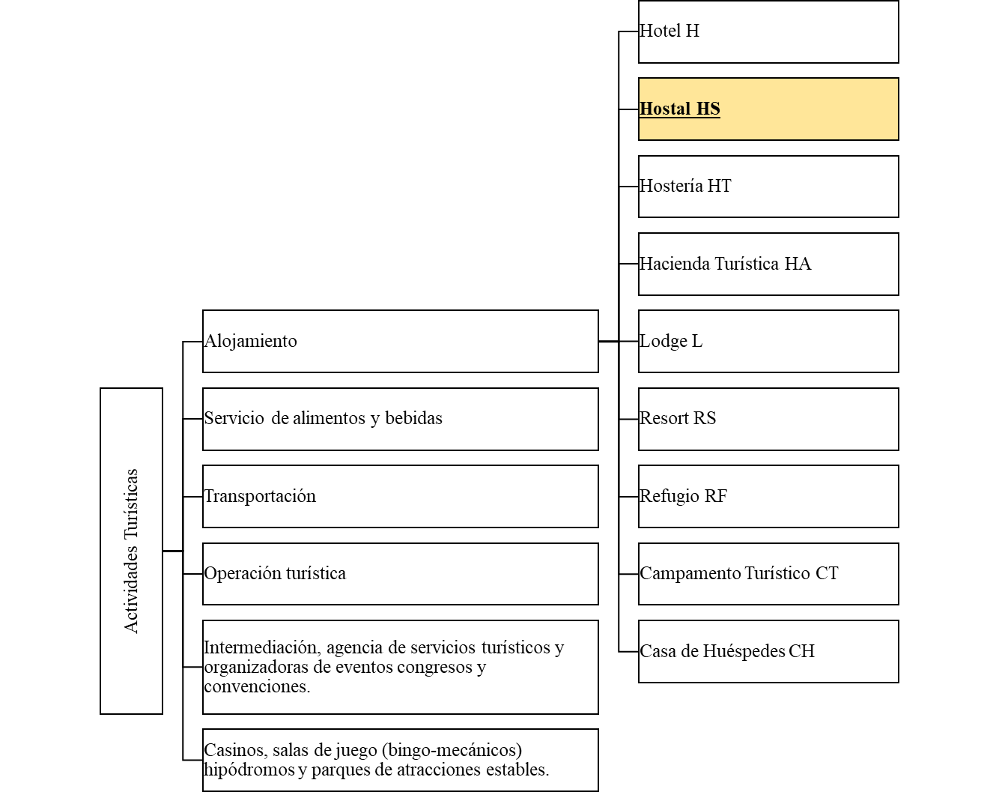 Actividades Turísticas
Alojamiento
Servicio de alimentos y bebidas
Transportación
Operación turística
Intermediación, agencia de servicios turísticos y
organizadoras de eventos congresos y
convenciones.
Casinos, salas de juego (bingo-mecánicos)
hipódromos y parques de atracciones estables.
Hotel H
Hostal HS
Hostería HT
Hacienda Turística HA
Lodge L
Resort RS
Refugio RF
Campamento Turístico CT
Casa de Huéspedes CH